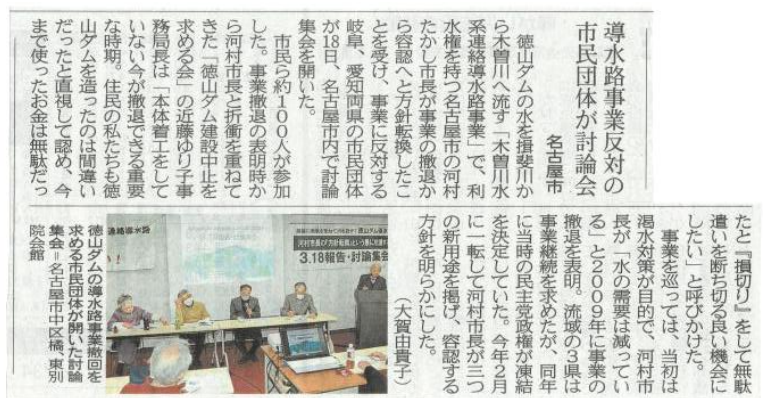 導水路事業反対の
市民団体が討論会
名古屋市
徳山ダムの水を揖斐川か
ら木曽川へ流す「木曽川水
系連絡導水路事業」で、利
水権を持つ名古屋市の河村
たかし市長が事業の撤退か
ら容認へと方針転換したこ
とを受け、事業に反対する
岐阜、愛知両県の市民団体
が18日、名古屋市内で討論
集会を開いた。
市民ら約100人が参加
した。事業撤退の表明時か
ら河村市長と折衝を重ねて
きた「徳山ダム建設中止を
求める会」の近藤ゆり子事
務局長は「本体着工をして
いない今が撤退できる重要
な時期。住民の私たちも徳
山ダムを造ったのは間違い
だったと直視して認め、今
まで使ったお金は無駄だっ
たと『損切り』をして無駄
遣いを断ち切る良い機会に
したい」と呼びかけた。
事業を巡っては、当初は
渇水対策が目的で、河村市
長が「水の需要は減ってい
る」と2009年に事業の
撤退を表明。流域の3県は
事業継続を求めたが、同年
に当時の民主党政権が凍結
を決定していた。今年2月
に一転して河村市長が三つ
の新用途を掲げ、容認する
方針を明らかにした。
（大賀由貴子）
連絡導水路
河村市長の「方針転換」
3.18報告・討論集会
徳山ダムの導水路事業撤回を
求める市民団体が開いた討論
集会＝名古屋市中区橘、東別
院会館